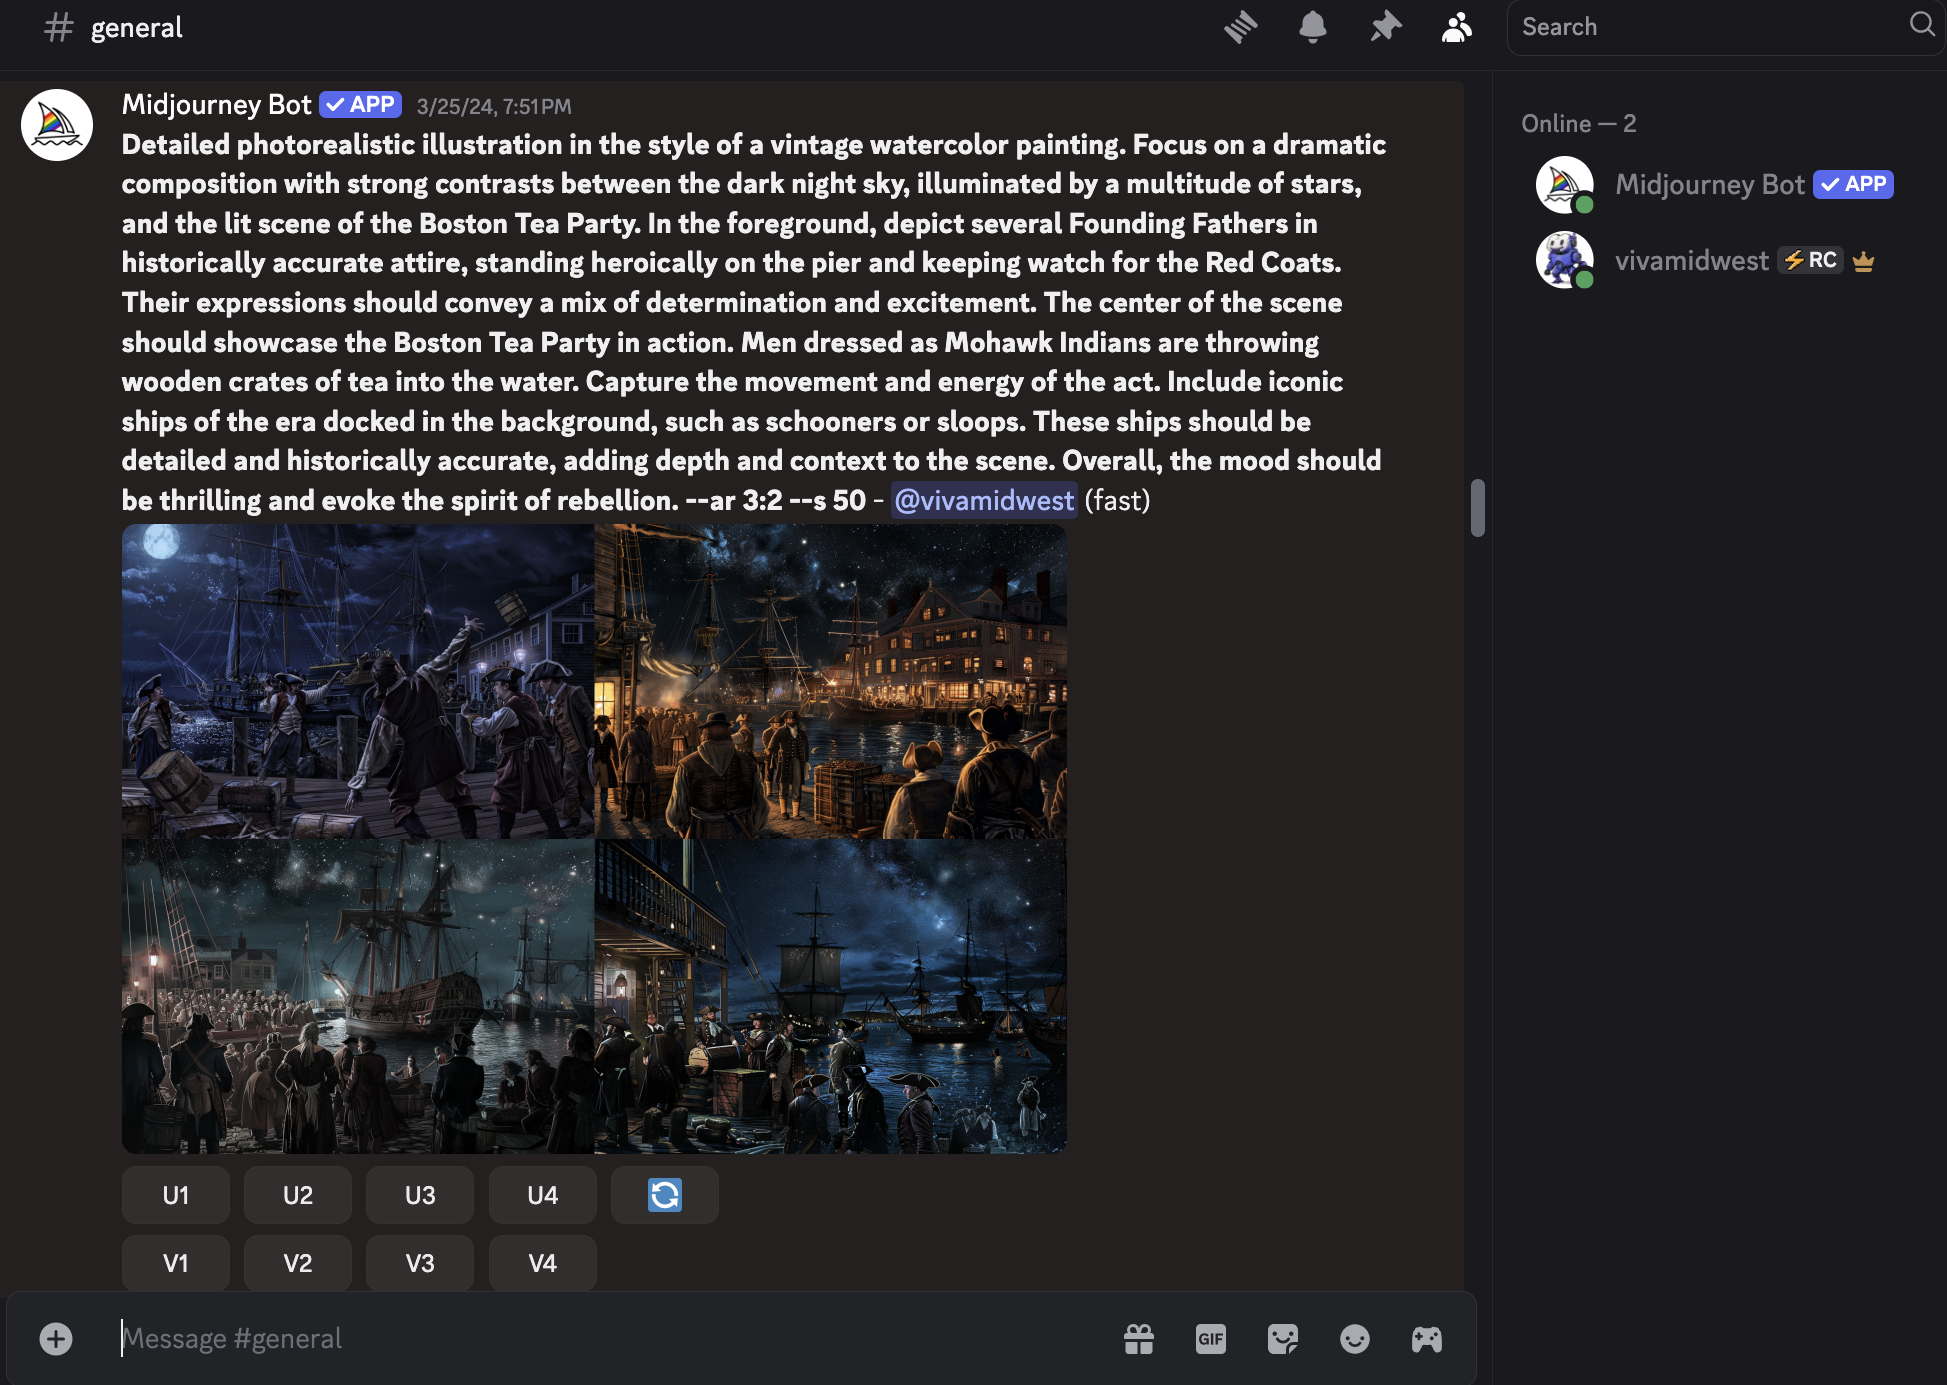 # general
Search
Midjourney Bot APP 3/25/24, 7:51 PM
Detailed photorealistic illustration in the style of a vintage watercolor painting. Focus on a dramatic
composition with strong contrasts between the dark night sky, illuminated by a multitude of stars,
and the lit scene of the Boston Tea Party. In the foreground, depict several Founding Fathers in
historically accurate attire, standing heroically on the pier and keeping watch for the Red Coats.
Their expressions should convey a mix of determination and excitement. The center of the scene
should showcase the Boston Tea Party in action. Men dressed as Mohawk Indians are throwing
wooden crates of tea into the water. Capture the movement and energy of the act. Include iconic
ships of the era docked in the background, such as schooners or sloops. These ships should be
detailed and historically accurate, adding depth and context to the scene. Overall, the mood should
be thrilling and evoke the spirit of rebellion. --ar 3:2 --s 50 - @vivamidwest (fast)
U1 U2 U3 U4
V1 V2 V3 V4
Message #general
GIF
Online — 2
Midjourney Bot APP
vivamidwest RC